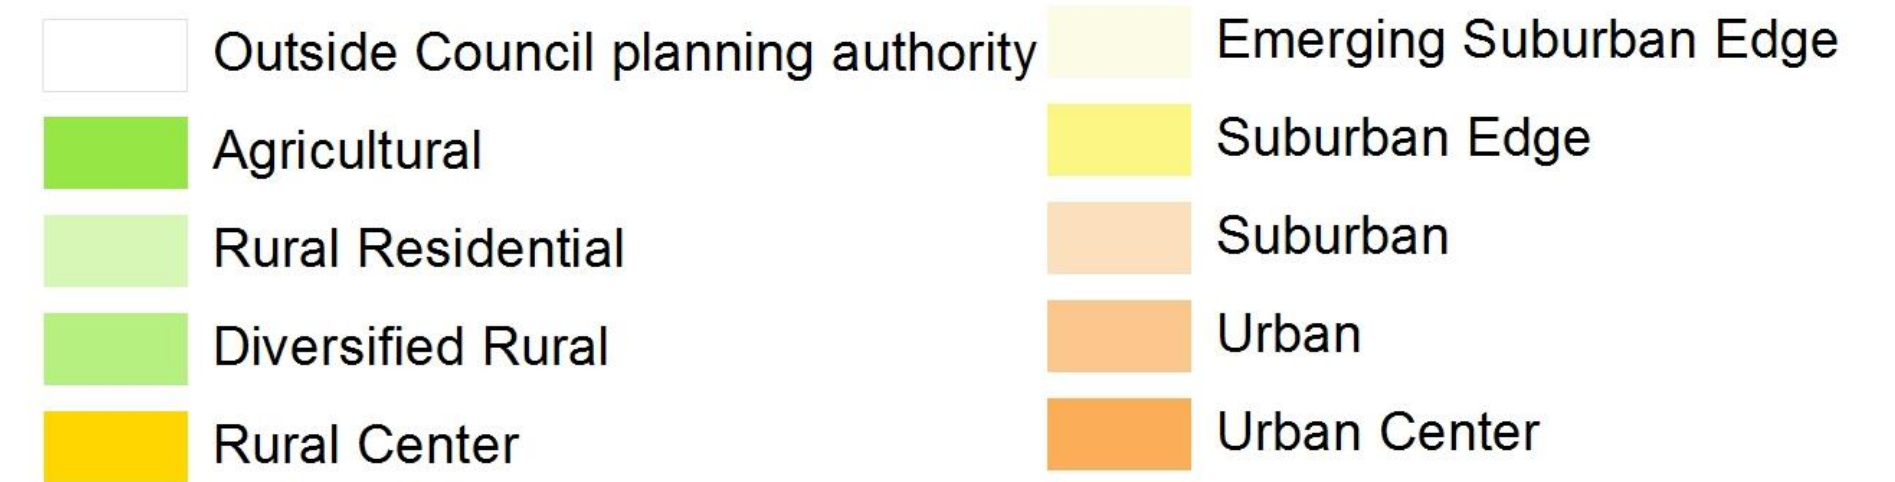 Outside Council planning authority
Agricultural
Rural Residential
Diversified Rural
Rural Center
Emerging Suburban Edge
Suburban Edge
Suburban
Urban
Urban Center